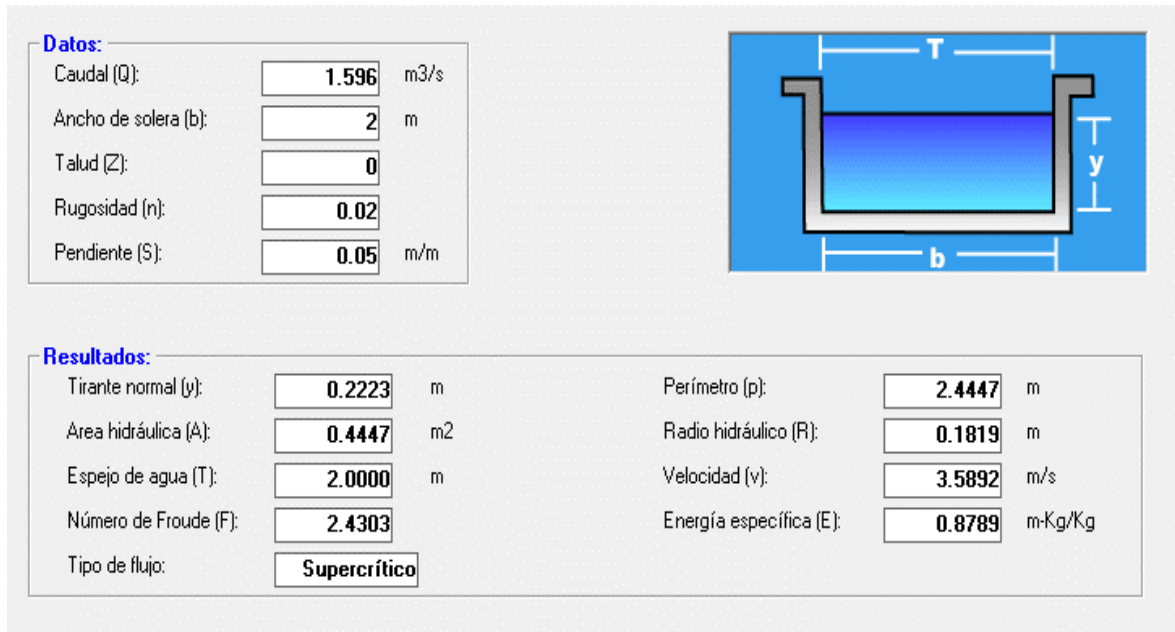 Datos:
Caudal (Q): 1.596 m3/s
Ancho de solera (b): 2 m
Talud (Z): 0
Rugosidad (n): 0.02
Pendiente (S): 0.05 m/m
T
y
b
Resultados:
Tirante normal (y): 0.2223 m Perímetro (p): 2.4447 m
Area hidráulica (A): 0.4447 m2 Radio hidráulico (R): 0.1819 m
Espejo de agua (T): 2.0000 m Velocidad (v): 3.5892 m/s
Número de Froude (F): 2.4303 Energía específica (E): 0.8789 m-Kg/Kg
Tipo de flujo: Supercrítico